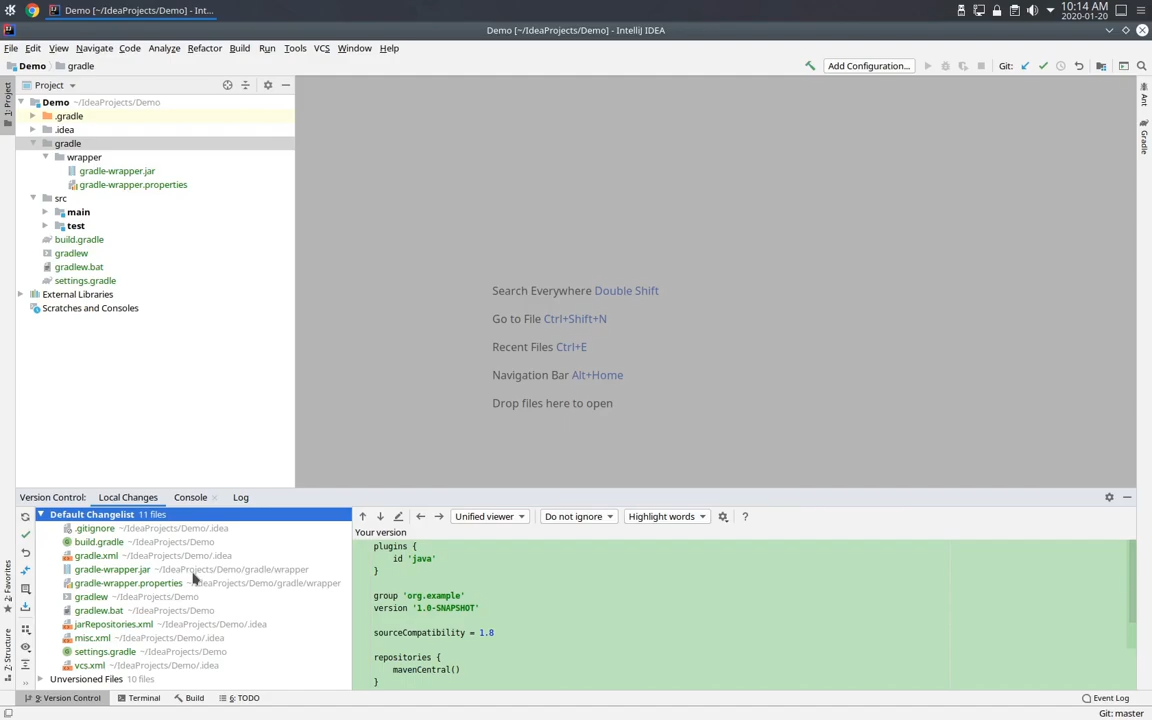 Demo [~/IdeaProjects/Demo] - Int...
10:14 AM
2020-01-20
Demo [~/IdeaProjects/Demo] - IntelliJ IDEA
File Edit View Navigate Code Analyze Refactor Build Run Tools VCS Window Help
Demo gradle
Add Configuration...
Git:
1: Project
Project
Demo ~/IdeaProjects/Demo
.gradle
.idea
gradle
wrapper
gradle-wrapper.jar
gradle-wrapper.properties
src
main
test
build.gradle
gradlew
gradlew.bat
settings.gradle
External Libraries
Scratches and Consoles
Search Everywhere Double Shift
Go to File Ctrl+Shift+N
Recent Files Ctrl+E
Navigation Bar Alt+Home
Drop files here to open
Ant
Gradle
2: Favorites
7: Structure
Version Control: Local Changes Console Log
Default Changelist 11 files
.gitignore ~/IdeaProjects/Demo/.idea
build.gradle ~/IdeaProjects/Demo
gradle.xml ~/IdeaProjects/Demo/.idea
gradle-wrapper.jar ~/IdeaProjects/Demo/gradle/wrapper
gradle-wrapper.properties ~/IdeaProjects/Demo/gradle/wrapper
gradlew ~/IdeaProjects/Demo
gradlew.bat ~/IdeaProjects/Demo
jarRepositories.xml ~/IdeaProjects/Demo/.idea
misc.xml ~/IdeaProjects/Demo/.idea
settings.gradle ~/IdeaProjects/Demo
vcs.xml ~/IdeaProjects/Demo/.idea
Unversioned Files 10 files
Unified viewer Do not ignore Highlight words ?
Your version
plugins {
id 'java'
}
group 'org.example'
version '1.0-SNAPSHOT'
sourceCompatibility = 1.8
repositories {
mavenCentral()
}
9: Version Control Terminal Build 6: TODO
Event Log
Git: master